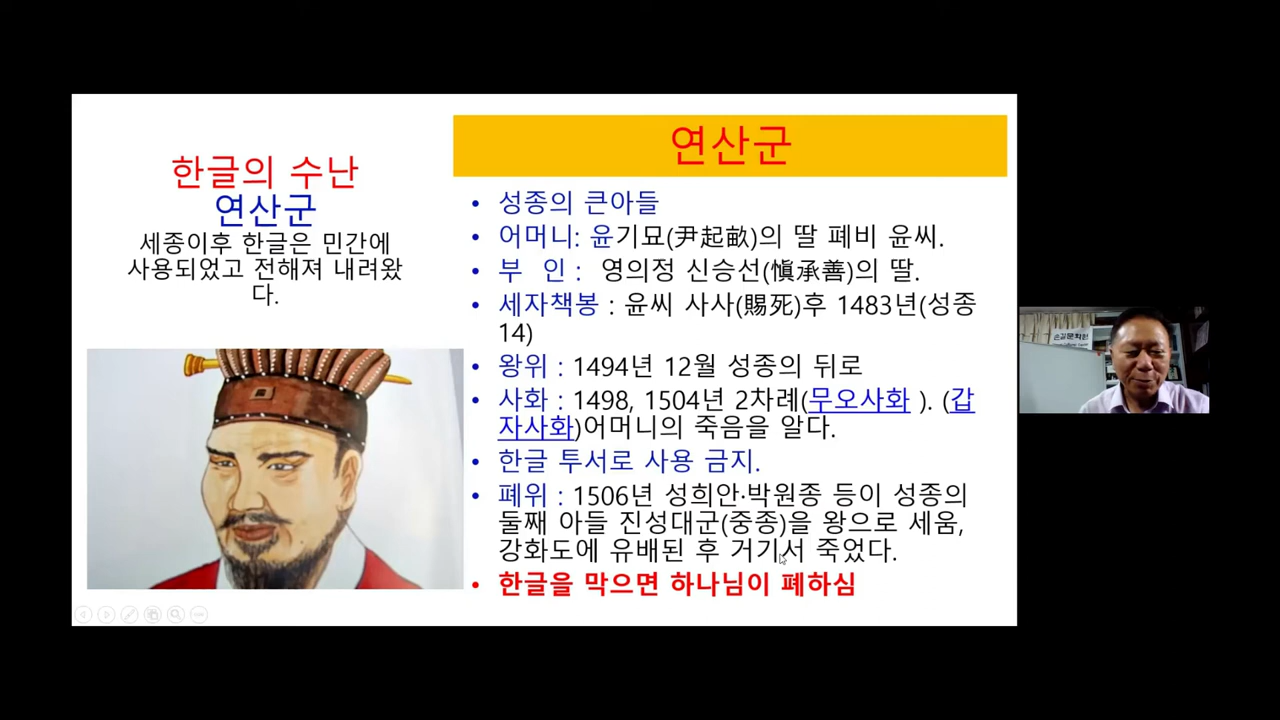 한글의 수난
연산군
세종이후 한글은 민간에
사용되었고 전해져 내려왔
다.
연산군
• 성종의 큰아들
• 어머니: 윤기묘(尹起畝)의 딸 폐비 윤씨.
• 부 인 : 영의정 신승선(愼承善)의 딸.
• 세자책봉 : 윤씨 사사(賜死)후 1483년(성종
14)
• 왕위 : 1494년 12월 성종의 뒤로
• 사화 : 1498, 1504년 2차례(무오사화 ). (갑
자사화)어머니의 죽음을 알다.
• 한글 투서로 사용 금지.
• 폐위 : 1506년 성희안·박원종 등이 성종의
둘째 아들 진성대군(중종)을 왕으로 세움,
강화도에 유배된 후 거기서 죽었다.
• 한글을 막으면 하나님이 폐하심